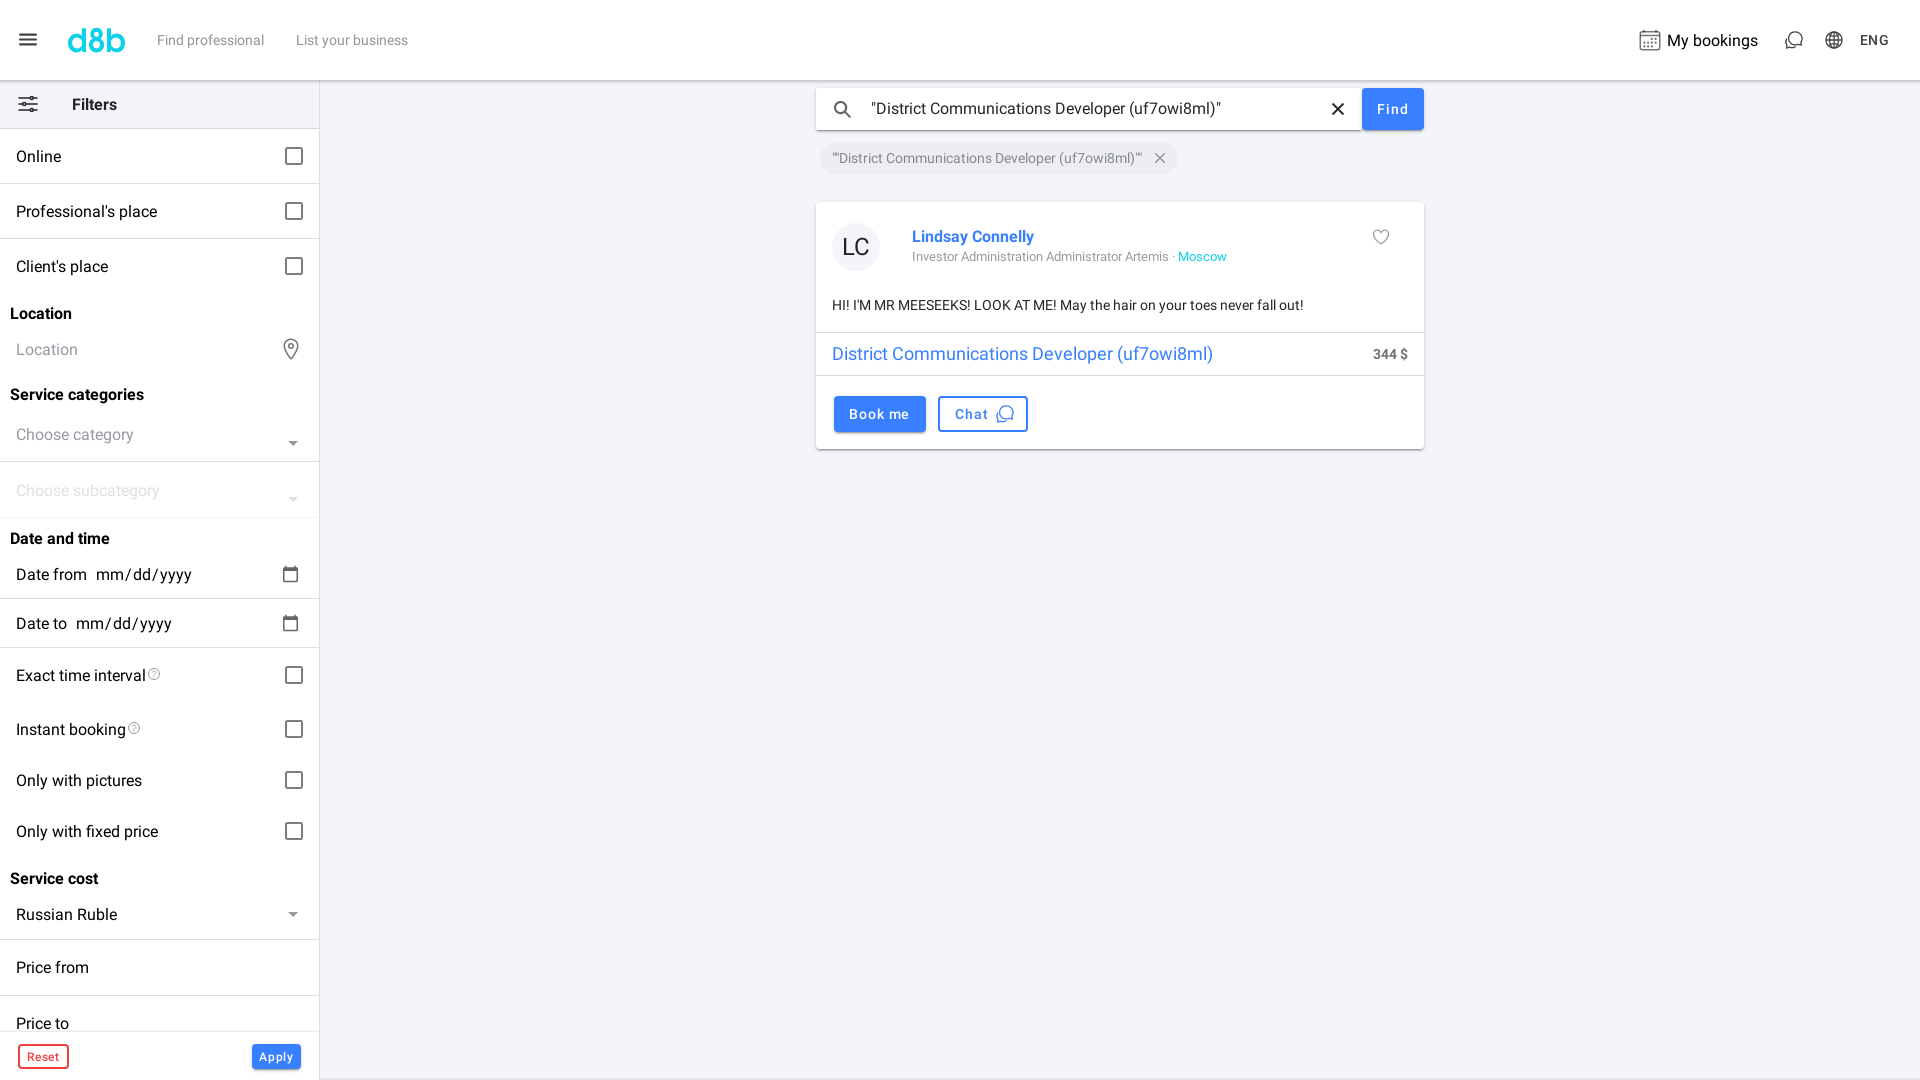 d8b
Find professional
List your business
My bookings
ENG
Filters
Online
Professional's place
Client's place
Location
Location
Service categories
Choose category
Choose subcategory
Date and time
Date from mm/dd/yyyy
Date to mm/dd/yyyy
Exact time interval
Instant booking
Only with pictures
Only with fixed price
Service cost
Russian Ruble
Price from
Price to
Reset
Apply
"District Communications Developer (uf7owi8ml)"
Find
""District Communications Developer (uf7owi8ml)""
LC
Lindsay Connelly
Investor Administration Administrator Artemis · Moscow
HI! I'M MR MEESEEKS! LOOK AT ME! May the hair on your toes never fall out!
District Communications Developer (uf7owi8ml)
344 $
Book me
Chat